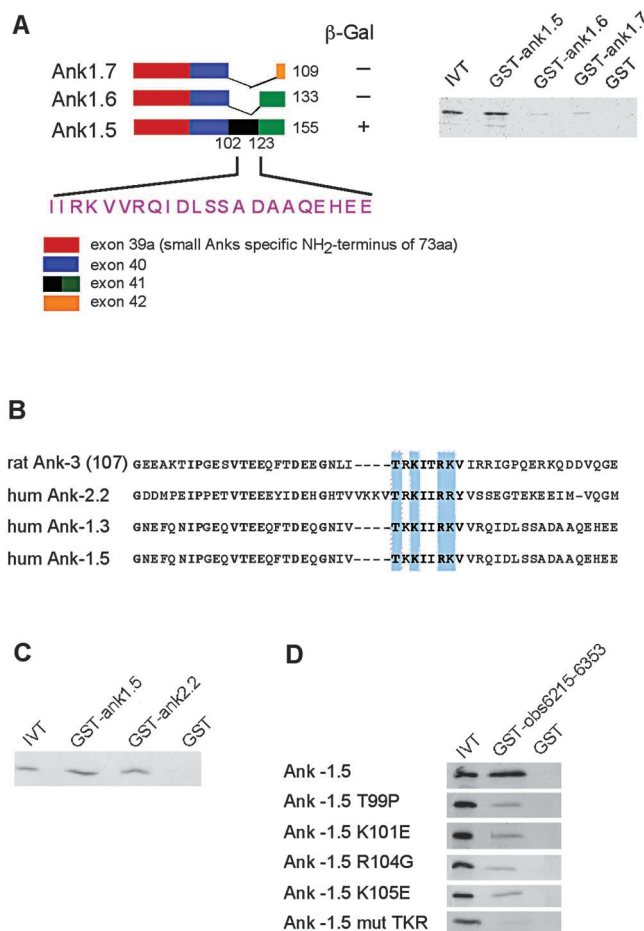 A
β-Gal
Ank1.7 109 –
Ank1.6 133 –
Ank1.5 155 +
102 123
IIRKVVRQIDLSSADAAQEHEE
exon 39a (small Anks specific NH2-terminus of 73aa)
exon 40
exon 41
exon 42
IVT
GST-ank1.5
GST-ank1.6
GST-ank1.7
GST
B
rat Ank-3 (107) GEEAKTIPGESVTEEQFTDEEGNLI----TRKITRKVIRRIGPQERKQDDVQGE
hum Ank-2.2 GDDMPEIPPETVTEEEYIDEHGHTVVKKVTRKIIRRYVSSEGTEKEEIM-VQGM
hum Ank-1.3 GNEFQNIPGEQVTEEQFTDEQGNIV----TKKIIRKVVRQIDLSSADAAQEHEE
hum Ank-1.5 GNEFQNIPGEQVTEEQFTDEQGNIV----TKKIIRKVVRQIDLSSADAAQEHEE
C
IVT
GST-ank1.5
GST-ank2.2
GST
D
IVT
GST-obs6215-6353
GST
Ank -1.5
Ank -1.5 T99P
Ank -1.5 K101E
Ank -1.5 R104G
Ank -1.5 K105E
Ank -1.5 mut TKR